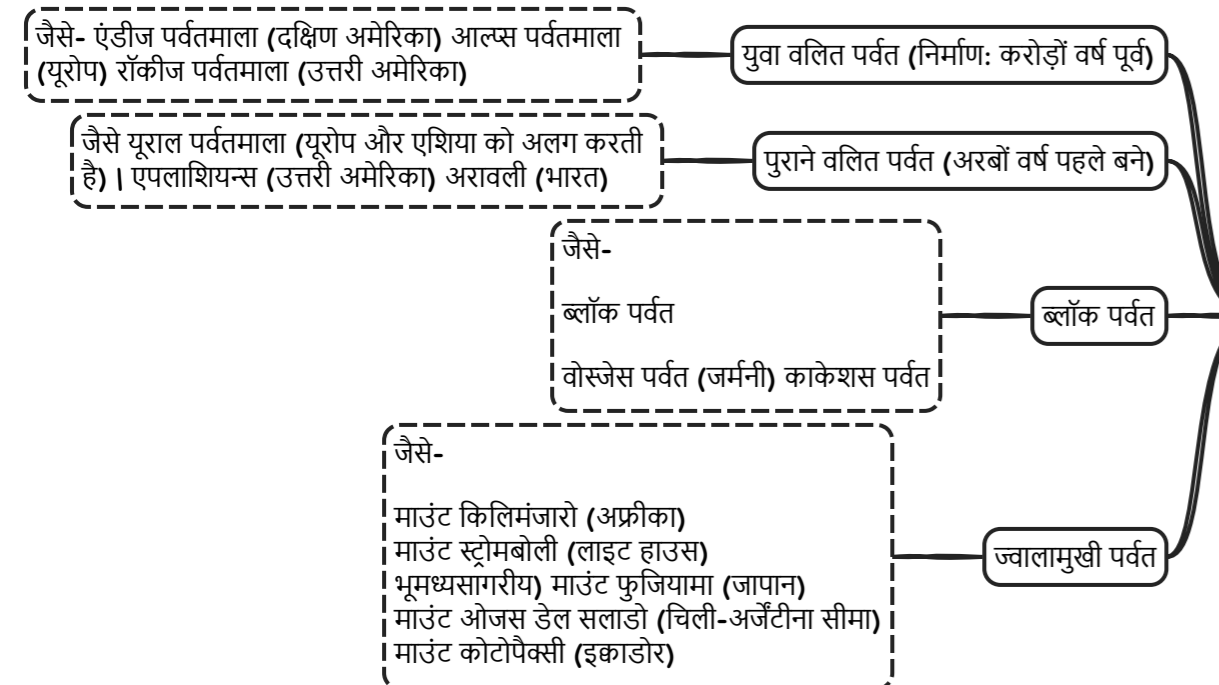 जैसे- एंडीज पर्वतमाला (दक्षिण अमेरिका) आल्प्स पर्वतमाला
(यूरोप) रॉकीज पर्वतमाला (उत्तरी अमेरिका)
युवा वलित पर्वत (निर्माण: करोड़ों वर्ष पूर्व)
जैसे यूराल पर्वतमाला (यूरोप और एशिया को अलग करती
है) । एपलाशियन्स (उत्तरी अमेरिका) अरावली (भारत)
पुराने वलित पर्वत (अरबों वर्ष पहले बने)
जैसे-
ब्लॉक पर्वत
वोस्जेस पर्वत (जर्मनी) काकेशस पर्वत
ब्लॉक पर्वत
जैसे-
माउंट किलिमंजारो (अफ्रीका)
माउंट स्ट्रोमबोली (लाइट हाउस)
भूमध्यसागरीय) माउंट फुजियामा (जापान)
माउंट ओजस डेल सलाडो (चिली-अर्जेंटीना सीमा)
माउंट कोटोपैक्सी (इक्वाडोर)
ज्वालामुखी पर्वत